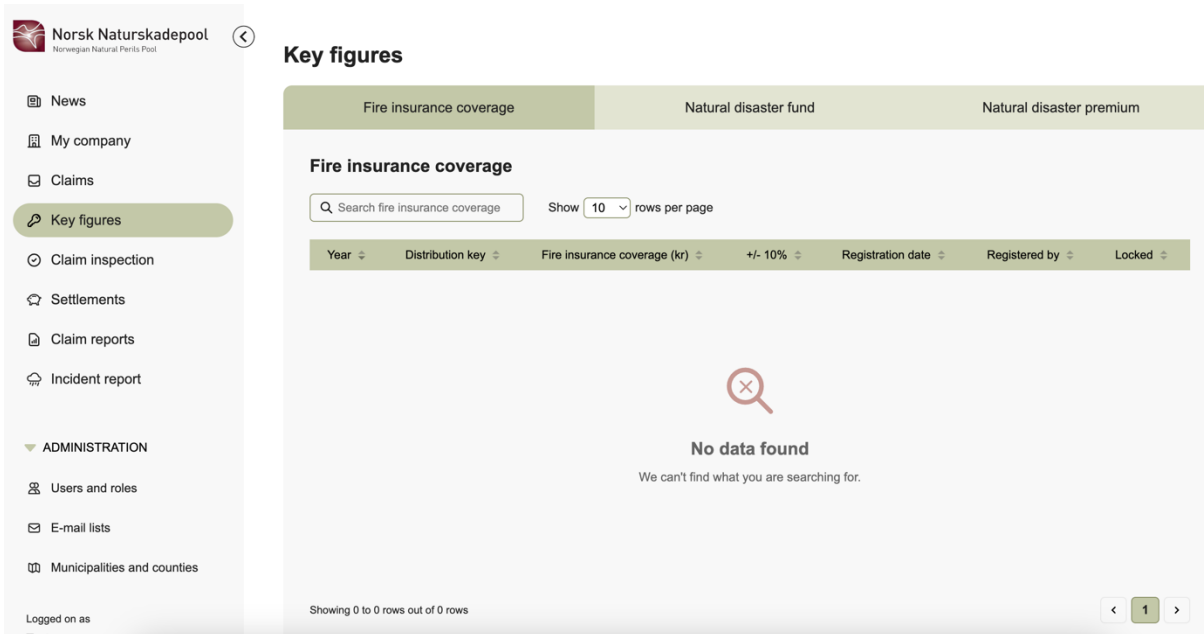 Norsk Naturskadepool
Norwegian Natural Perils Pool
News
My company
Claims
Key figures
Claim inspection
Settlements
Claim reports
Incident report
ADMINISTRATION
Users and roles
E-mail lists
Municipalities and counties
Logged on as
Key figures
Fire insurance coverage Natural disaster fund Natural disaster premium
Fire insurance coverage
Search fire insurance coverage Show 10 rows per page
Year Distribution key Fire insurance coverage (kr) +/- 10% Registration date Registered by Locked
No data found
We can't find what you are searching for.
Showing 0 to 0 rows out of 0 rows 1